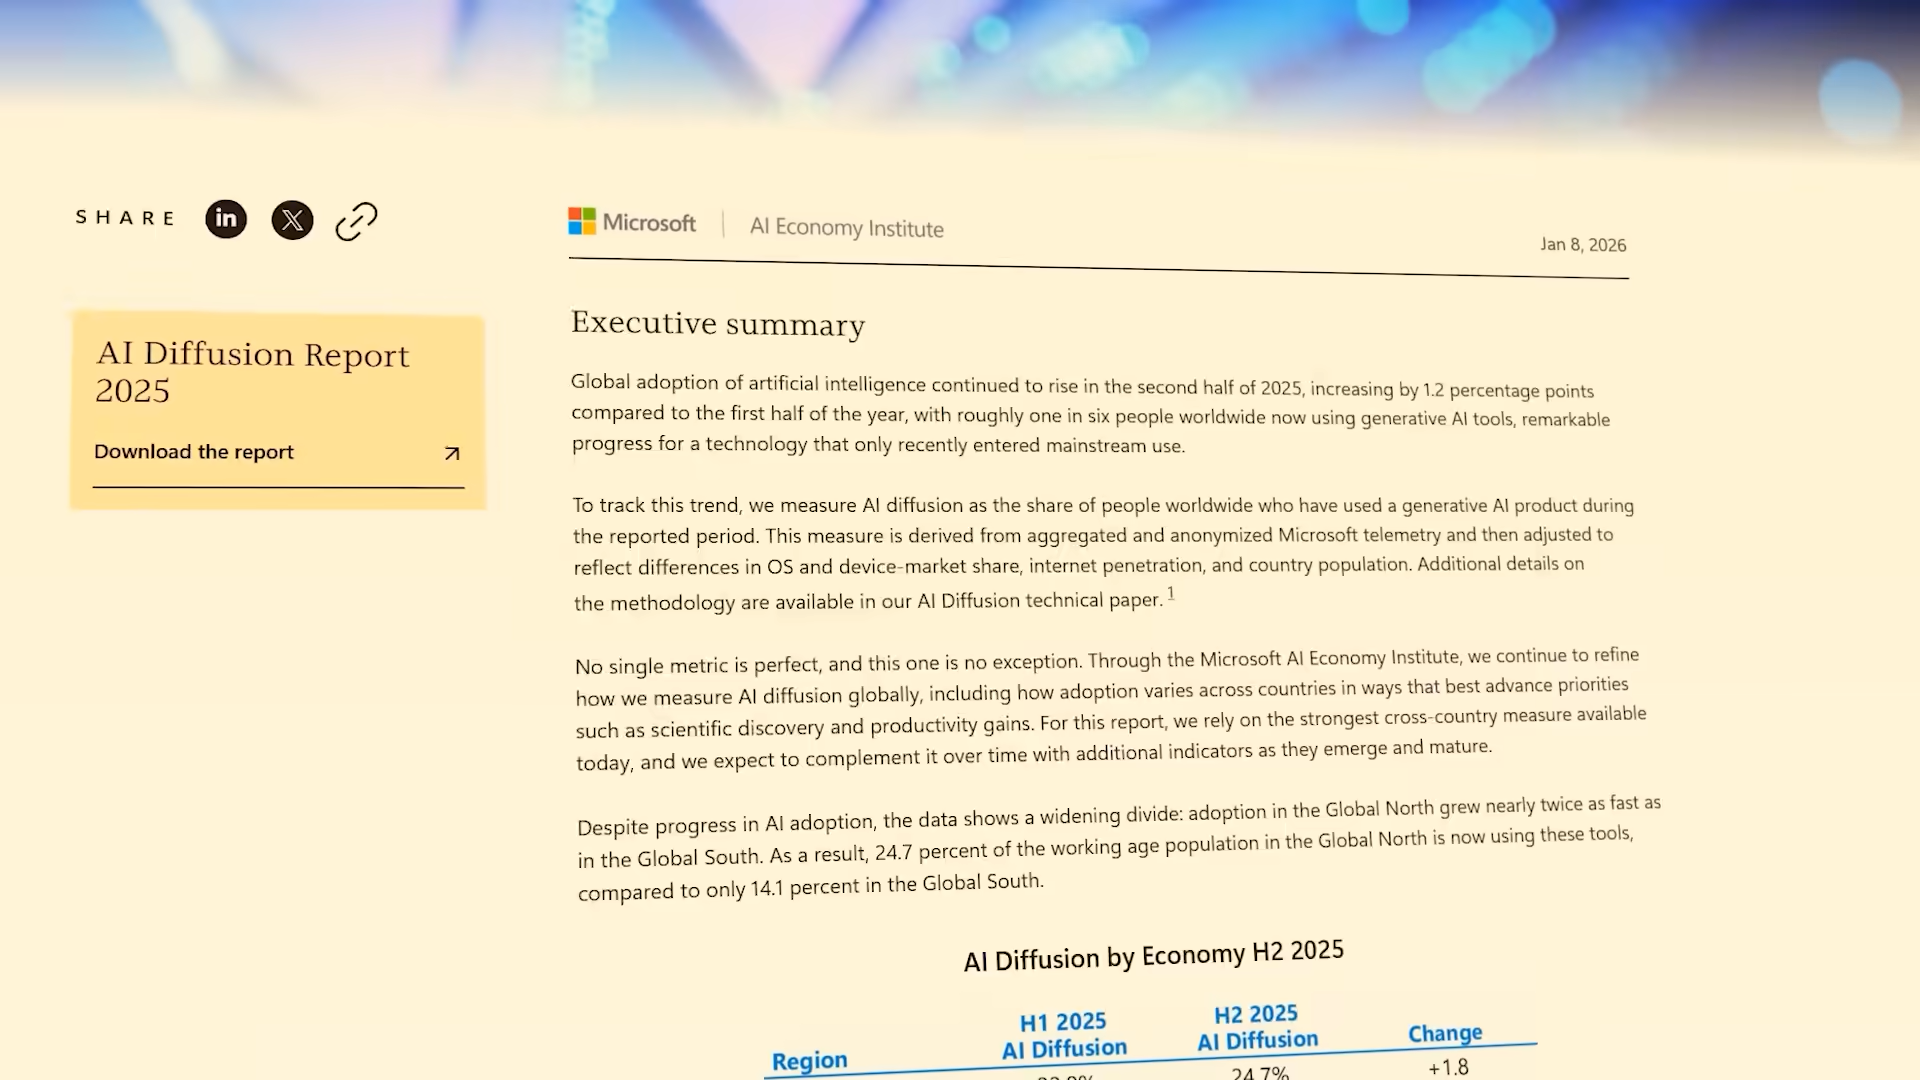 SHARE
in
X
Microsoft | AI Economy Institute
Jan 8, 2026
AI Diffusion Report
2025
Download the report
Executive summary
Global adoption of artificial intelligence continued to rise in the second half of 2025, increasing by 1.2 percentage points
compared to the first half of the year, with roughly one in six people worldwide now using generative AI tools, remarkable
progress for a technology that only recently entered mainstream use.
To track this trend, we measure AI diffusion as the share of people worldwide who have used a generative AI product during
the reported period. This measure is derived from aggregated and anonymized Microsoft telemetry and then adjusted to
reflect differences in OS and device-market share, internet penetration, and country population. Additional details on
the methodology are available in our AI Diffusion technical paper. 1
No single metric is perfect, and this one is no exception. Through the Microsoft AI Economy Institute, we continue to refine
how we measure AI diffusion globally, including how adoption varies across countries in ways that best advance priorities
such as scientific discovery and productivity gains. For this report, we rely on the strongest cross-country measure available
today, and we expect to complement it over time with additional indicators as they emerge and mature.
Despite progress in AI adoption, the data shows a widening divide: adoption in the Global North grew nearly twice as fast as
in the Global South. As a result, 24.7 percent of the working age population in the Global North is now using these tools,
compared to only 14.1 percent in the Global South.
AI Diffusion by Economy H2 2025
H1 2025 H2 2025
Region AI Diffusion AI Diffusion Change
24.7% +1.8